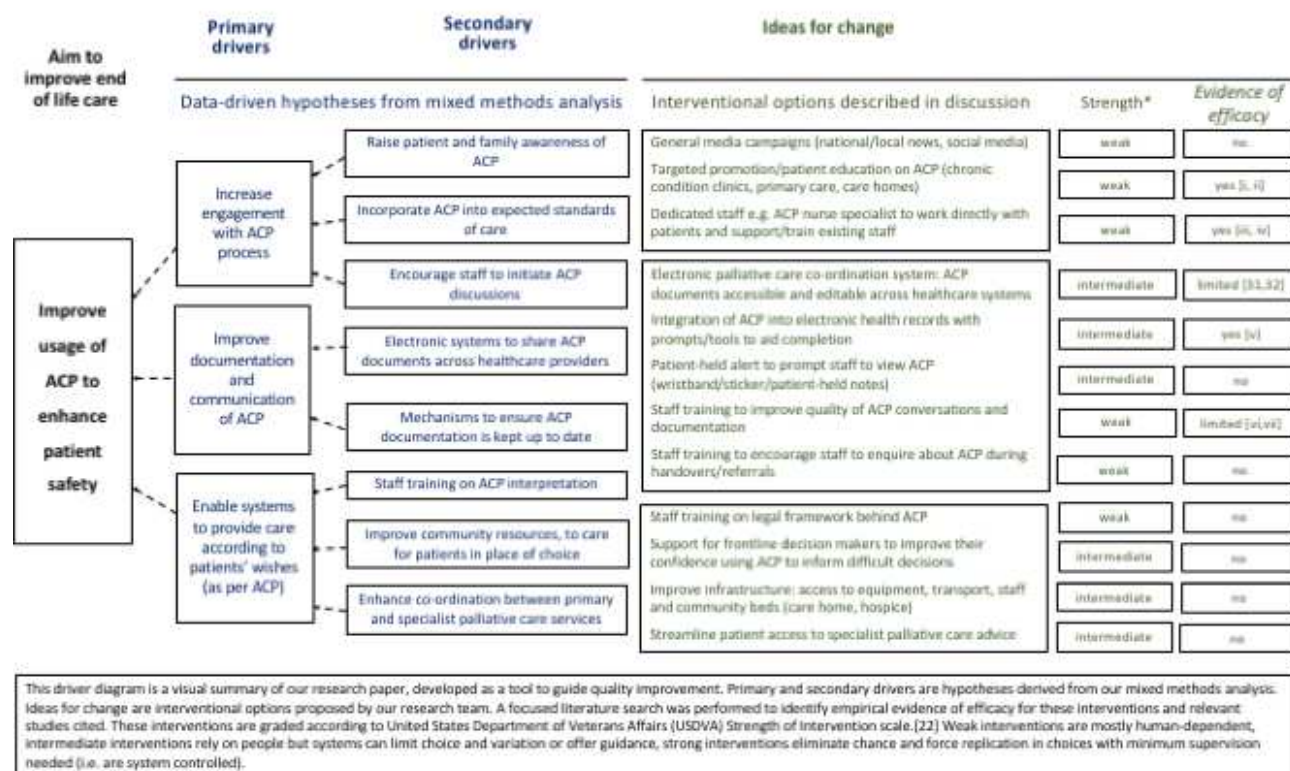 Aim to
improve end
of life care
Primary
drivers
Secondary
drivers
Ideas for change
Data-driven hypotheses from mixed methods analysis
Interventional options described in discussion
Strength*
Evidence of
efficacy
Improve
usage of
ACP to
enhance
patient
safety
Increase
engagement
with ACP
process
Improve
documentation
and
communication
of ACP
Enable systems
to provide care
according to
patients' wishes
(as per ACP)
Raise patient and family awareness of
ACP
Incorporate ACP into expected standards
of care
Encourage staff to initiate ACP
discussions
Electronic systems to share ACP
documents across healthcare providers
Mechanisms to ensure ACP
documentation is kept up to date
Staff training on ACP interpretation
Improve community resources, to care
for patients in place of choice
Enhance co-ordination between primary
and specialist palliative care services
General media campaigns (national/local news, social media)
weak
no
Targeted promotion/patient education on ACP (chronic
condition clinics, primary care, care homes)
weak
yes [i, ii]
Dedicated staff e.g. ACP nurse specialist to work directly with
patients and support/train existing staff
weak
yes [iii, iv]
Electronic palliative care co-ordination system: ACP
documents accessible and editable across healthcare systems
intermediate
limited [31,32]
Integration of ACP into electronic health records with
prompts/tools to aid completion
intermediate
yes [v]
Patient-held alert to prompt staff to view ACP
(wristband/sticker/patient-held notes)
intermediate
no
Staff training to improve quality of ACP conversations and
documentation
weak
limited [vi,vii]
Staff training to encourage staff to enquire about ACP during
handovers/referrals
weak
no
Staff training on legal framework behind ACP
weak
no
Support for frontline decision makers to improve their
confidence using ACP to inform difficult decisions
intermediate
no
Improve infrastructure: access to equipment, transport, staff
and community beds (care home, hospice)
intermediate
no
Streamline patient access to specialist palliative care advice
intermediate
no
This driver diagram is a visual summary of our research paper, developed as a tool to guide quality improvement. Primary and secondary drivers are hypotheses derived from our mixed methods analysis.
Ideas for change are interventional options proposed by our research team. A focused literature search was performed to identify empirical evidence of efficacy for these interventions and relevant
studies cited. These interventions are graded according to United States Department of Veterans Affairs (USDVA) Strength of Intervention scale.[22] Weak interventions are mostly human-dependent,
intermediate interventions rely on people but systems can limit choice and variation or offer guidance, strong interventions eliminate chance and force replication in choices with minimum supervision
needed (i.e. are system controlled).